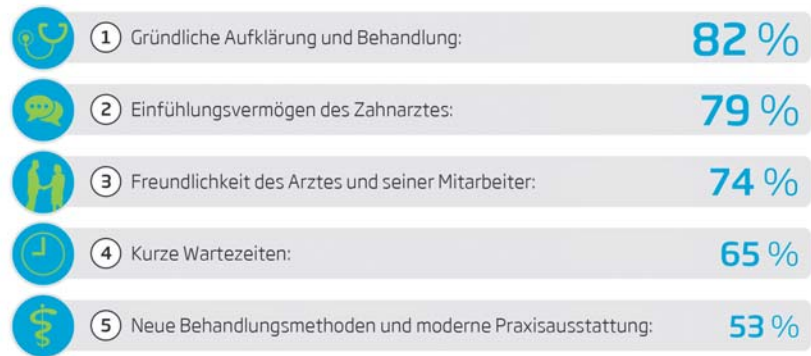 1 Gründliche Aufklärung und Behandlung: 82 %
2 Einfühlungsvermögen des Zahnarztes: 79 %
3 Freundlichkeit des Arztes und seiner Mitarbeiter: 74 %
4 Kurze Wartezeiten: 65 %
5 Neue Behandlungsmethoden und moderne Praxisausstattung: 53 %